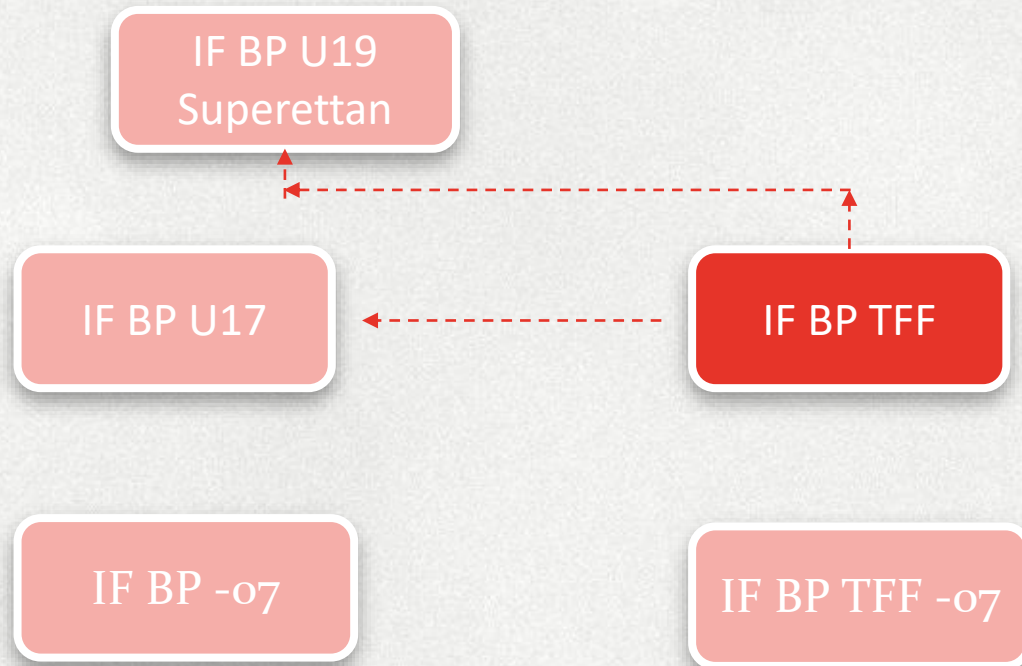 IF BP U19
Superettan
IF BP U17
IF BP TFF
IF BP -07
IF BP TFF -07